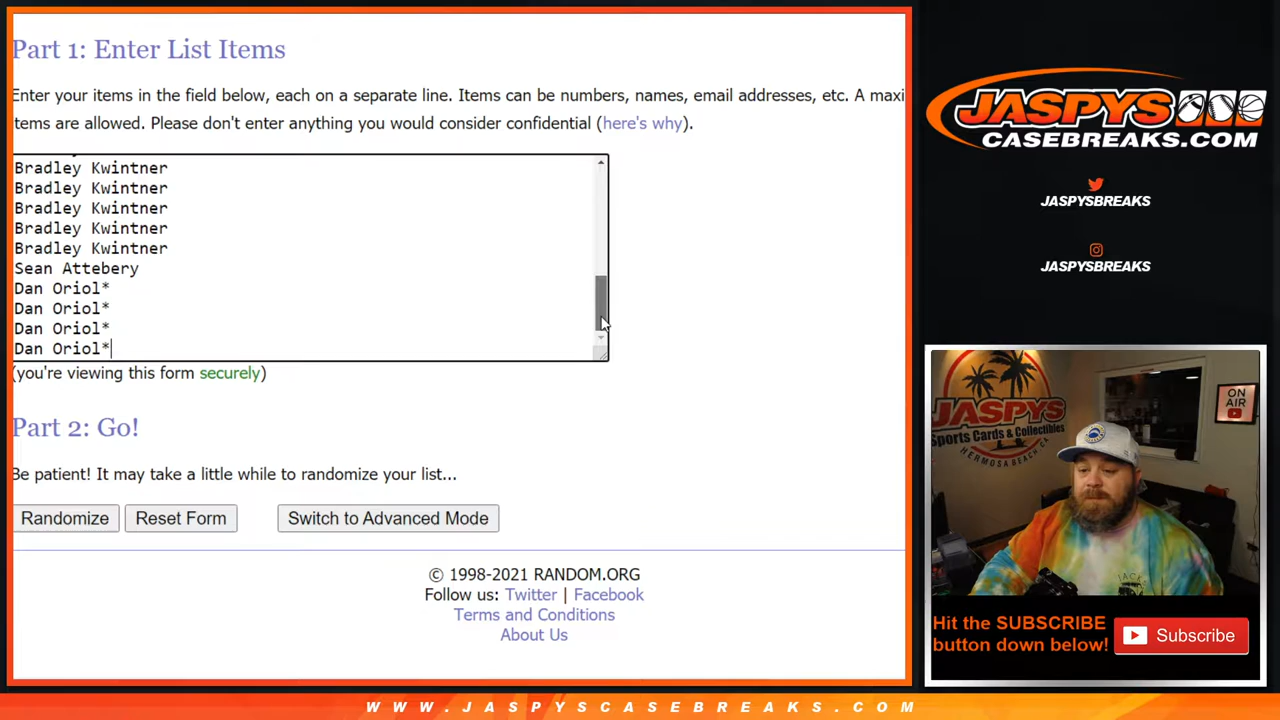 Part 1: Enter List Items
Enter your items in the field below, each on a separate line. Items can be numbers, names, email addresses, etc. A maxi
items are allowed. Please don't enter anything you would consider confidential (here's why).
Bradley Kwintner
Bradley Kwintner
Bradley Kwintner
Bradley Kwintner
Bradley Kwintner
Sean Attebery
Dan Oriol*
Dan Oriol*
Dan Oriol*
Dan Oriol*
(you're viewing this form securely)
Part 2: Go!
Be patient! It may take a little while to randomize your list...
Randomize Reset Form Switch to Advanced Mode
© 1998-2021 RANDOM.ORG
Follow us: Twitter | Facebook
Terms and Conditions
About Us
JASPYS
CASEBREAKS.COM
JASPYSBREAKS
JASPYSBREAKS
JASPYS
Sports Cards & Collectibles
HERMOSA BEACH, CA
ON
AIR
Hit the SUBSCRIBE
button down below!
Subscribe
WWW.JASPYSCASEBREAKS.COM